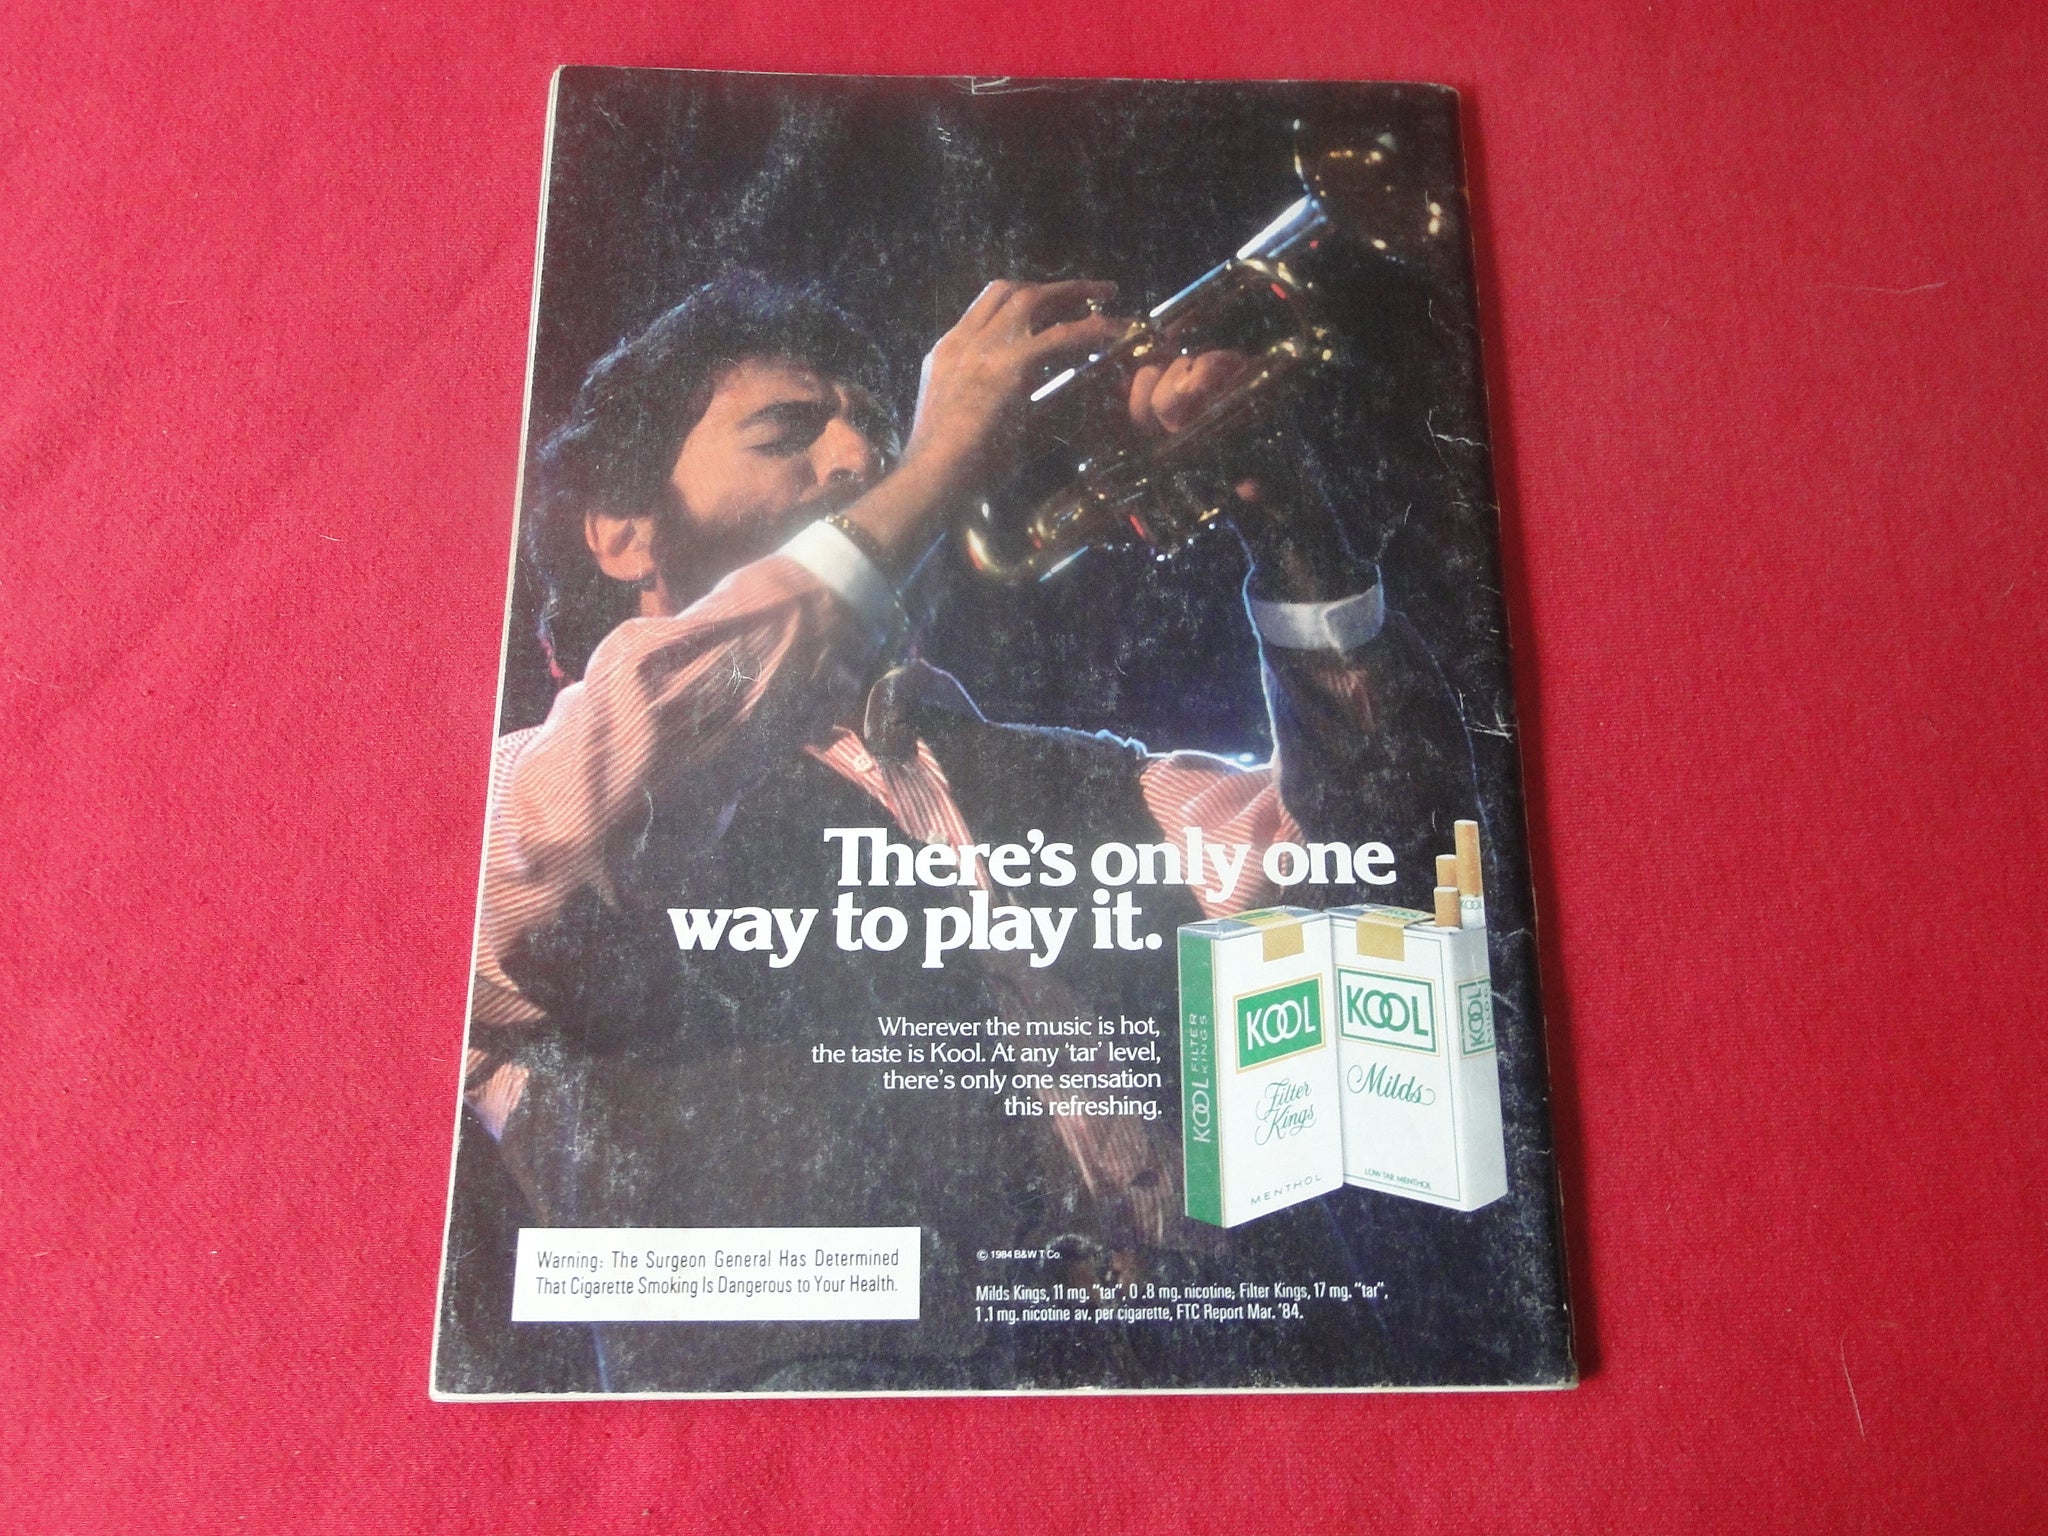 There's only one
way to play it.
Wherever the music is hot,
the taste is Kool. At any 'tar' level,
there's only one sensation
this refreshing.
KOOL FILTER
KINGS
KOOL
Filter
Kings
MENTHOL
KOOL
Milds
LOW TAR MENTHOL
KOOL
MILDS
KOOL
Warning: The Surgeon General Has Determined
That Cigarette Smoking Is Dangerous to Your Health.
© 1984 B&W T Co.
Milds Kings, 11 mg. "tar", 0 .8 mg. nicotine; Filter Kings, 17 mg. "tar",
1 .1 mg. nicotine av. per cigarette, FTC Report Mar. '84.